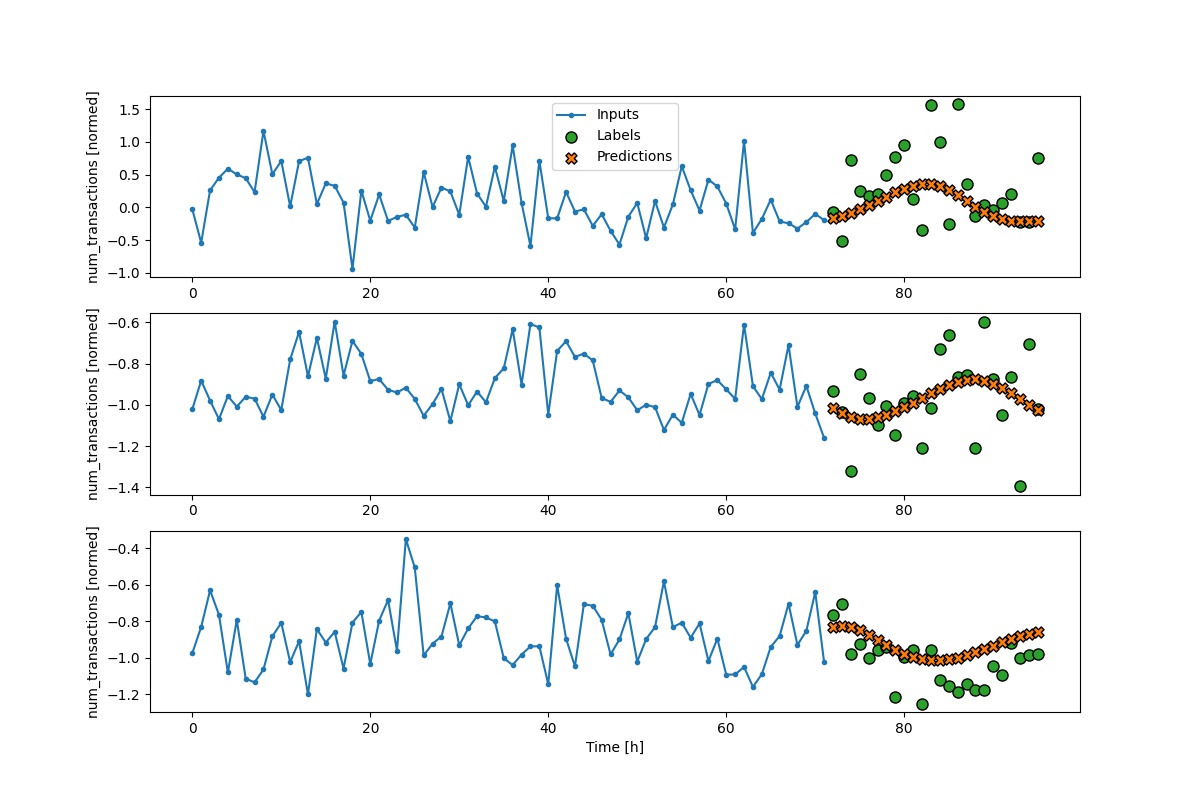 num_transactions [normed]
1.5
1.0
0.5
0.0
−0.5
−1.0
Inputs
Labels
Predictions
0 20 40 60 80
num_transactions [normed]
−0.6
−0.8
−1.0
−1.2
−1.4
0 20 40 60 80
num_transactions [normed]
−0.4
−0.6
−0.8
−1.0
−1.2
0 20 40 60 80
Time [h]